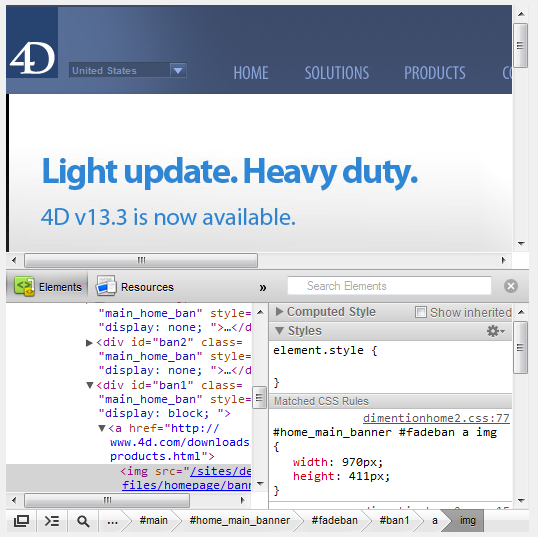 4D
United States
HOME SOLUTIONS PRODUCTS
Light update. Heavy duty.
4D v13.3 is now available.
Elements Resources » Search Elements
"main_home_ban" style=
"display: none; ">…</d
▶<div id="ban2" class=
"main_home_ban" style=
"display: none; ">…</d
▼<div id="ban1" class=
"main_home_ban" style=
"display: block; ">
▼<a href="http://
www.4d.com/downloads
products.html">
<img src="/sites/de
files/homepage/bann
▶ Computed Style Show inherited
▼ Styles
element.style {
}
Matched CSS Rules
dimentionhome2.css:77
#home_main_banner #fadeban a img
{
width: 970px;
height: 411px;
}
... #main #home_main_banner #fadeban #ban1 a img